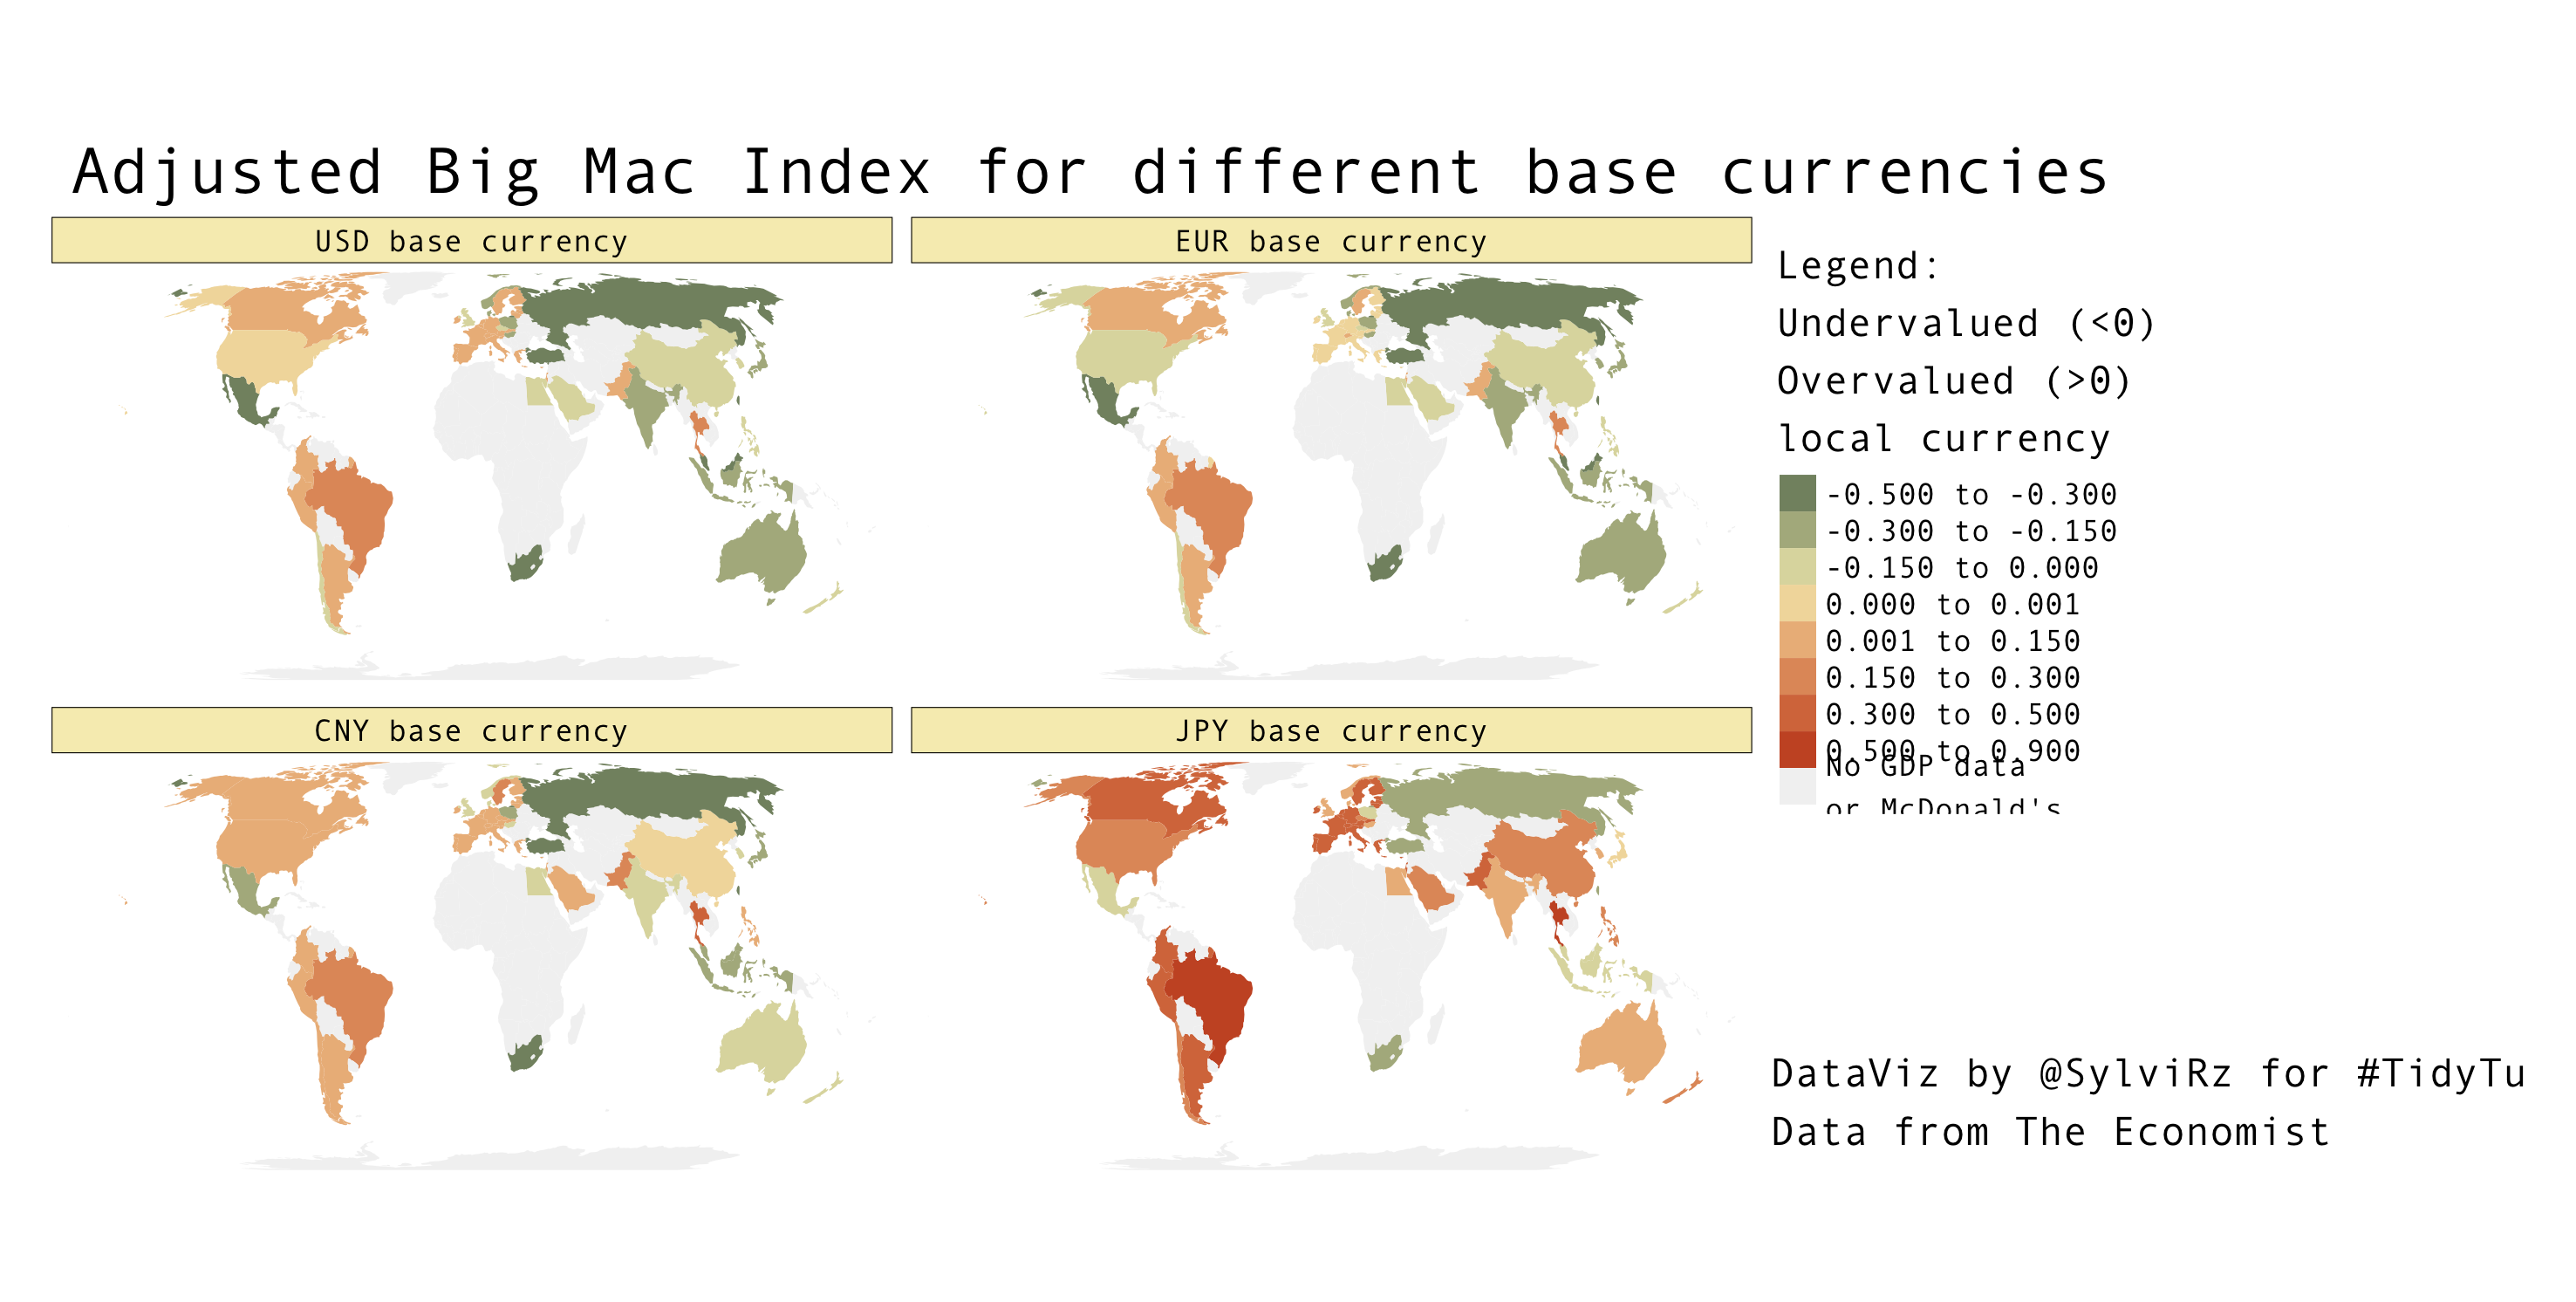 Adjusted Big Mac Index for different base currencies
USD base currency
EUR base currency
CNY base currency
JPY base currency
Legend:
Undervalued (<0)
Overvalued (>0)
local currency
-0.500 to -0.300
-0.300 to -0.150
-0.150 to 0.000
0.000 to 0.001
0.001 to 0.150
0.150 to 0.300
0.300 to 0.500
0.500 to 0.900
No GDP data
or McDonald's
DataViz by @SylviRz for #TidyTu
Data from The Economist